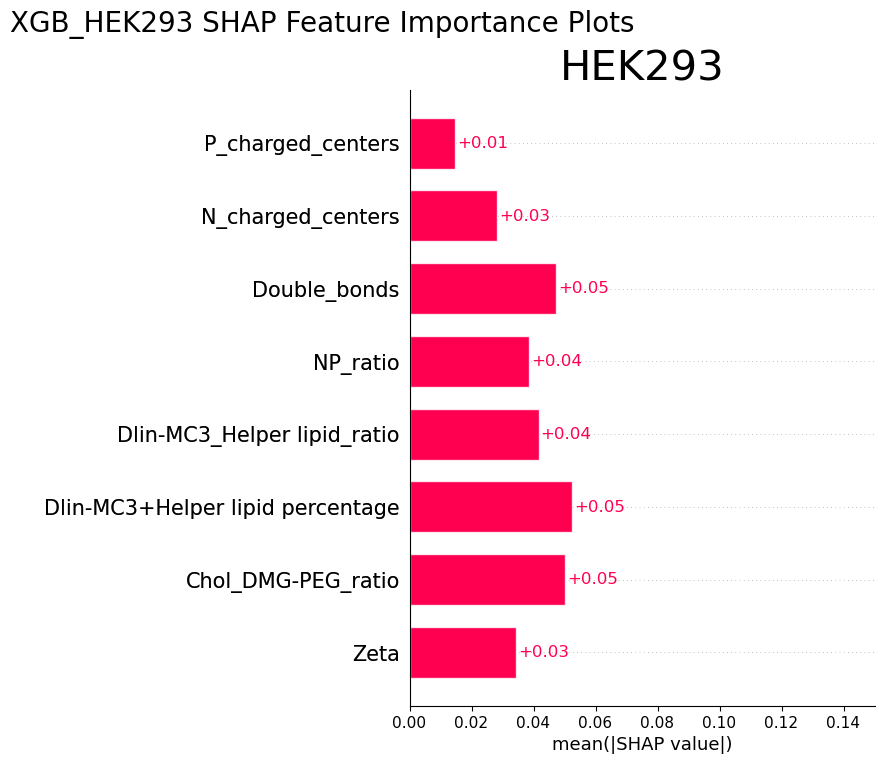 XGB_HEK293 SHAP Feature Importance Plots
HEK293
P_charged_centers +0.01
N_charged_centers +0.03
Double_bonds +0.05
NP_ratio +0.04
Dlin-MC3_Helper lipid_ratio +0.04
Dlin-MC3+Helper lipid percentage +0.05
Chol_DMG-PEG_ratio +0.05
Zeta +0.03
0.00 0.02 0.04 0.06 0.08 0.10 0.12 0.14
mean(|SHAP value|)